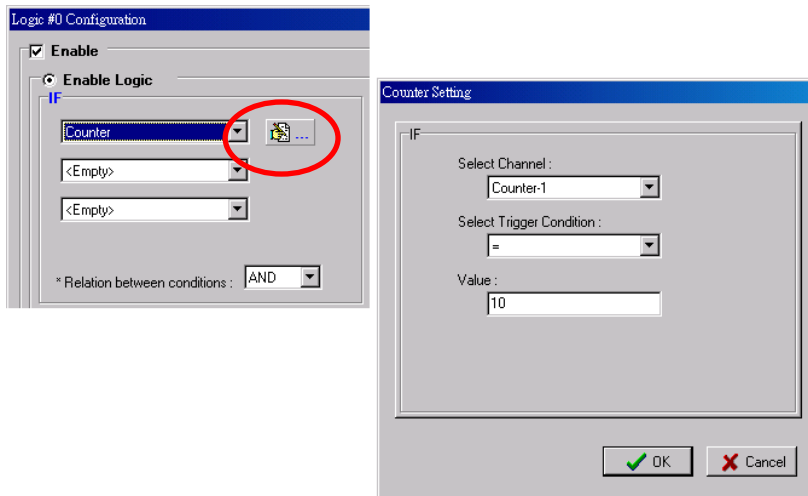 Logic #0 Configuration
Enable
Enable Logic
IF
Counter
...
<Empty>
<Empty>
* Relation between conditions : AND
Counter Setting
IF
Select Channel :
Counter-1
Select Trigger Condition :
=
Value :
10
OK
Cancel